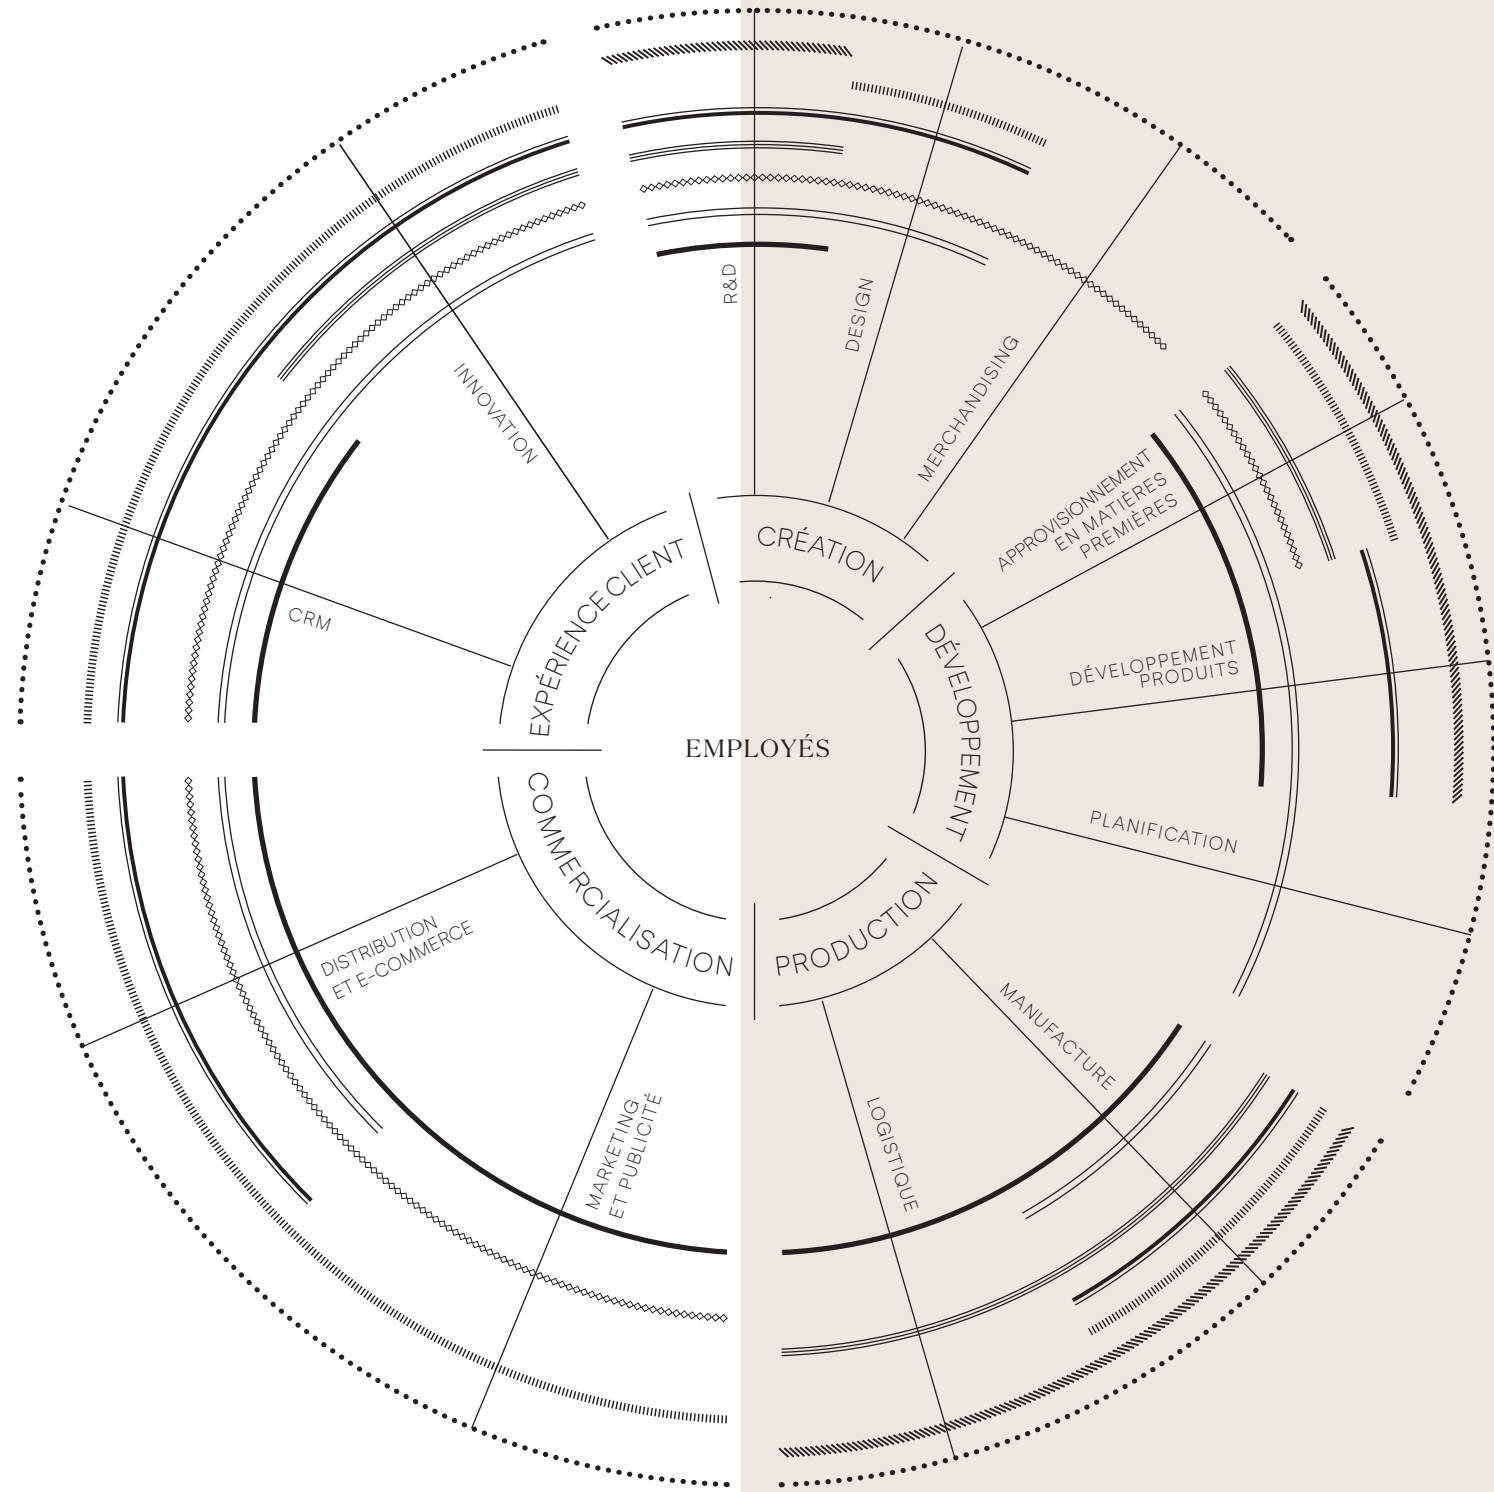 R&D
DESIGN
MERCHANDISING
INNOVATION
CRÉATION
APPROVISIONNEMENT
EN MATIÈRES
PREMIÈRES
EXPÉRIENCE CLIENT
CRM
DÉVELOPPEMENT
DÉVELOPPEMENT
PRODUITS
EMPLOYÉS
PLANIFICATION
COMMERCIALISATION
PRODUCTION
DISTRIBUTION
ET E-COMMERCE
MANUFACTURE
MARKETING
ET PUBLICITÉ
LOGISTIQUE